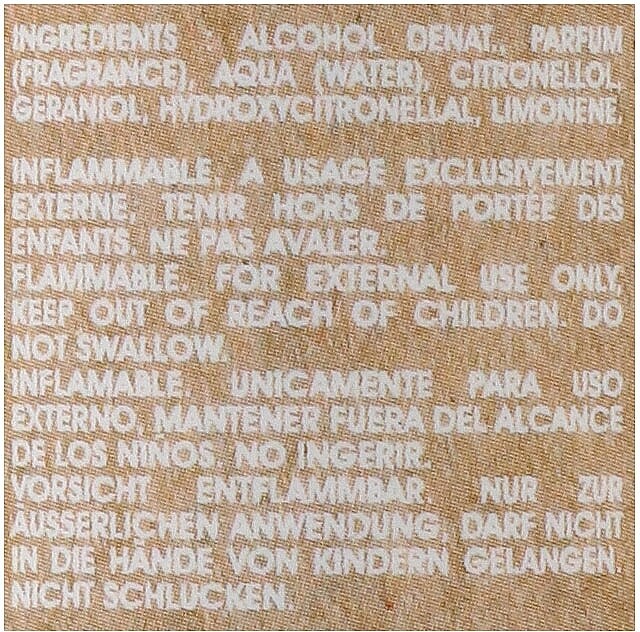 INGREDIENTS : ALCOHOL DENAT., PARFUM
(FRAGRANCE), AQUA (WATER), CITRONELLOL,
GERANIOL, HYDROXYCITRONELLAL, LIMONENE.
INFLAMMABLE. A USAGE EXCLUSIVEMENT
EXTERNE. TENIR HORS DE PORTÉE DES
ENFANTS. NE PAS AVALER.
FLAMMABLE. FOR EXTERNAL USE ONLY.
KEEP OUT OF REACH OF CHILDREN. DO
NOT SWALLOW.
INFLAMABLE. UNICAMENTE PARA USO
EXTERNO. MANTENER FUERA DEL ALCANCE
DE LOS NIÑOS. NO INGERIR.
VORSICHT ENTFLAMMBAR. NUR ZUR
ÄUSSERLICHEN ANWENDUNG. DARF NICHT
IN DIE HÄNDE VON KINDERN GELANGEN.
NICHT SCHLUCKEN.